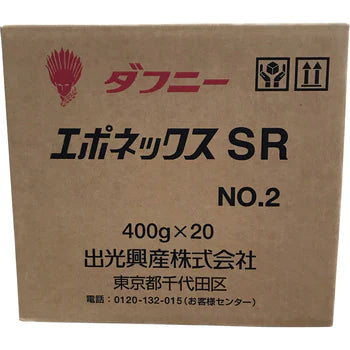 ダフニー
エポネックス SR
NO.2
400g×20
出光興産株式会社
東京都千代田区
電話：0120-132-015（お客様センター）